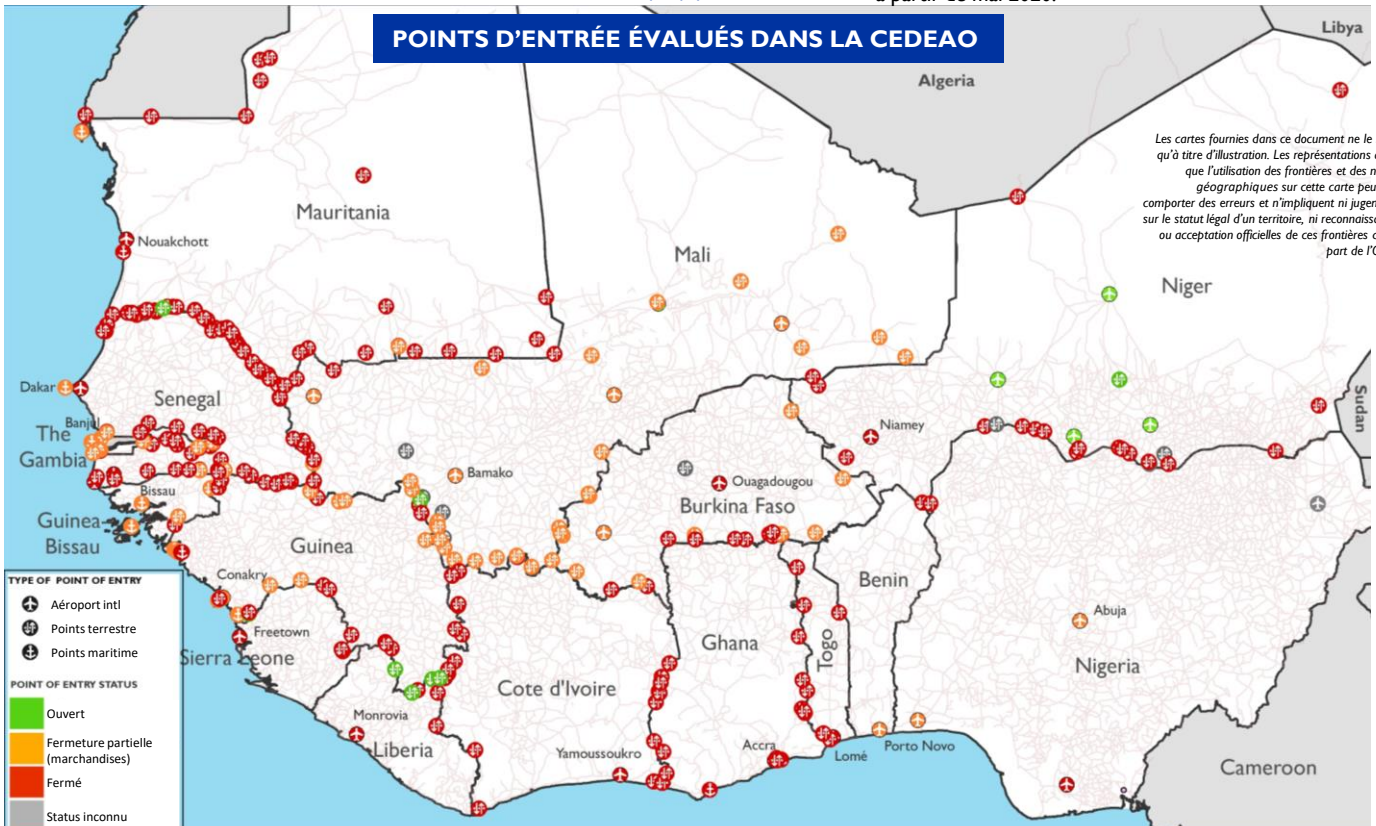 à partir 15 mai 2020.
POINTS D'ENTRÉE ÉVALUÉS DANS LA CEDEAO
Libya
Algeria
Les cartes fournies dans ce document ne le
qu'à titre d'illustration. Les représentations
que l'utilisation des frontières et des
géographiques sur cette carte
comporter des erreurs et n'impliquent ni
sur le statut légal d'un territoire, ni
ou acceptation officielles de ces frontières
part de
Mauritania
Nouakchott
Mali
Niger
Dakar
Senegal
Sudan
Banjul
The
Gambia
Niamey
Bamako
Ouagadougou
Bissau
Burkina Faso
Guinea-
Bissau
Guinea
TYPE OF POINT OF ENTRY
Aéroport intl
Points terrestre
Points maritime
POINT OF ENTRY STATUS
Ouvert
Fermeture partielle
(marchandises)
Fermé
Status inconnu
Conakry
Benin
Abuja
Freetown
Ghana
Togo
Sierra Leone
Nigeria
Cote d'Ivoire
Monrovia
Liberia
Yamoussoukro
Accra
Lomé
Porto Novo
Cameroon